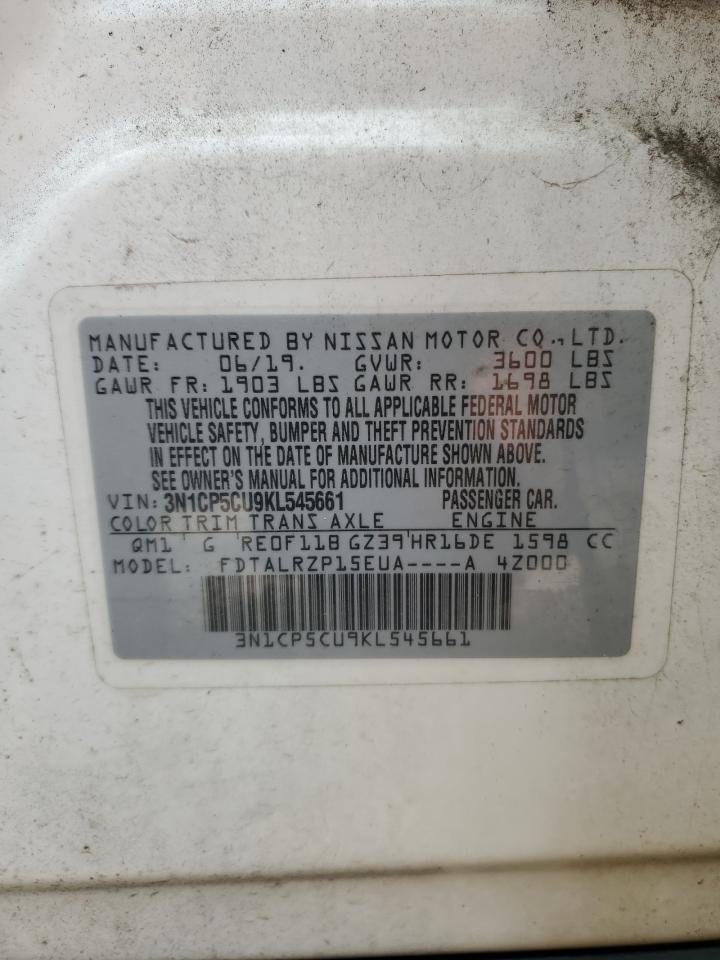 MANUFACTURED BY NISSAN MOTOR CO., LTD.
DATE: 06/19. GVWR: 3600 LBS
GAWR FR: 1903 LBS GAWR RR: 1698 LBS
THIS VEHICLE CONFORMS TO ALL APPLICABLE FEDERAL MOTOR
VEHICLE SAFETY, BUMPER AND THEFT PREVENTION STANDARDS
IN EFFECT ON THE DATE OF MANUFACTURE SHOWN ABOVE.
SEE OWNER'S MANUAL FOR ADDITIONAL INFORMATION.
VIN: 3N1CP5CU9KL545661 PASSENGER CAR.
COLOR TRIM TRANS AXLE ENGINE
QM1 G RE0F11B GZ39 HR16DE 1598 CC
MODEL: FDTALRZP15EUA----A 4Z000
3N1CP5CU9KL545661